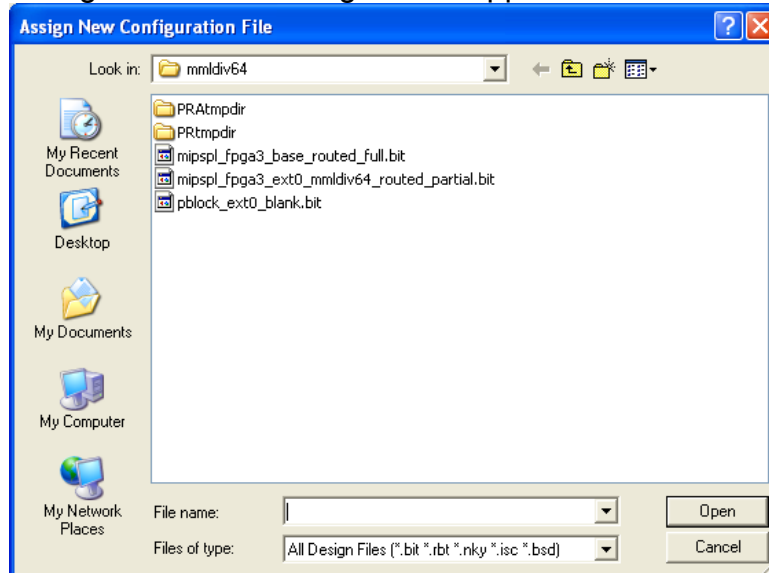 Assign New Configuration File
Look in:
mmldiv64
PRAtmpdir
PRtmpdir
mipspl_fpga3_base_routed_full.bit
mipspl_fpga3_ext0_mmldiv64_routed_partial.bit
pblock_ext0_blank.bit
My Recent
Documents
Desktop
My Documents
My Computer
My Network
Places
File name:
Open
Files of type:
All Design Files (*.bit *.rbt *.nky *.isc *.bsd)
Cancel